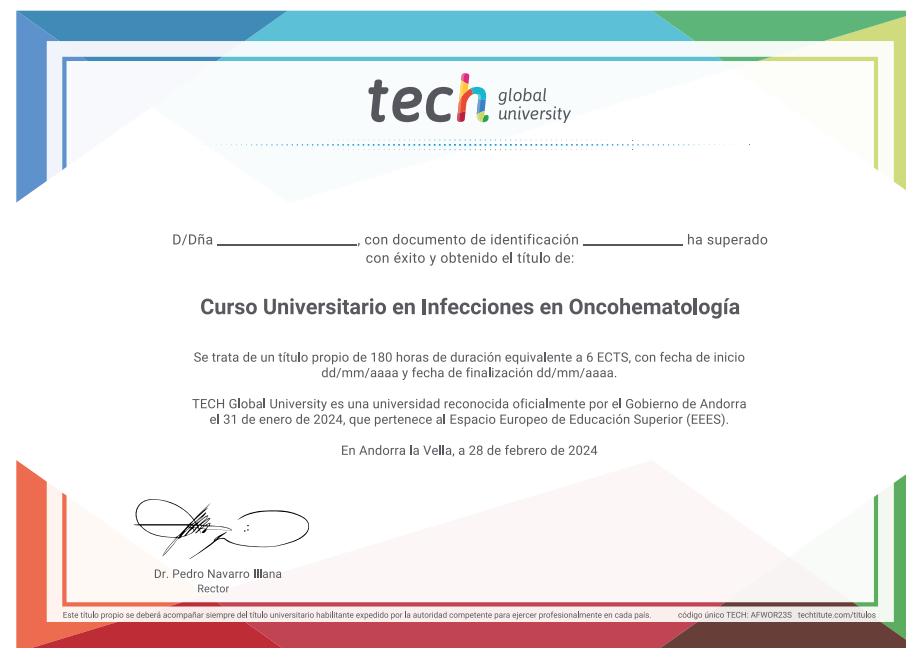 tech global university
D/Dña ___________________, con documento de identificación ______________ ha superado
con éxito y obtenido el título de:
Curso Universitario en Infecciones en Oncohematología
Se trata de un título propio de 180 horas de duración equivalente a 6 ECTS, con fecha de inicio
dd/mm/aaaa y fecha de finalización dd/mm/aaaa.
TECH Global University es una universidad reconocida oficialmente por el Gobierno de Andorra
el 31 de enero de 2024, que pertenece al Espacio Europeo de Educación Superior (EEES).
En Andorra la Vella, a 28 de febrero de 2024
Dr. Pedro Navarro Illana
Rector
Este título propio se deberá acompañar siempre del título universitario habilitante expedido por la autoridad competente para ejercer profesionalmente en cada país. código único TECH: AFWOR23S techtitute.com/titulos